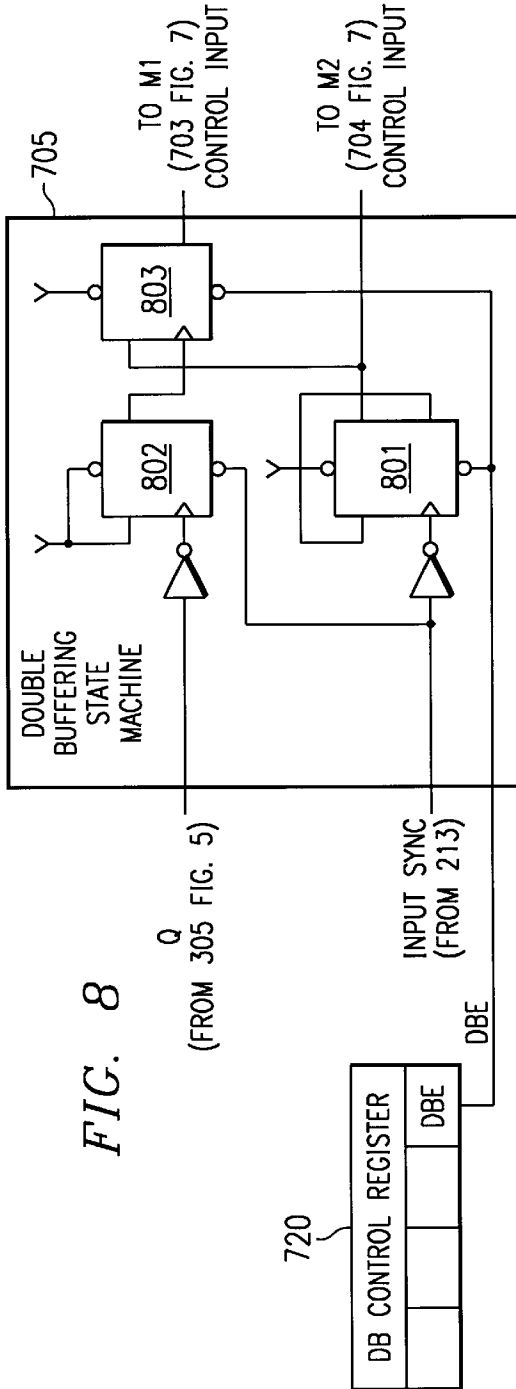 FIG. 8
DOUBLE
BUFFERING
STATE
MACHINE
705
802
803
801
TO M1
(703 FIG. 7)
CONTROL INPUT
TO M2
(704 FIG. 7)
CONTROL INPUT
Q
(FROM 305 FIG. 5)
INPUT SYNC
(FROM 213)
DBE
720
DB CONTROL REGISTER
DBE